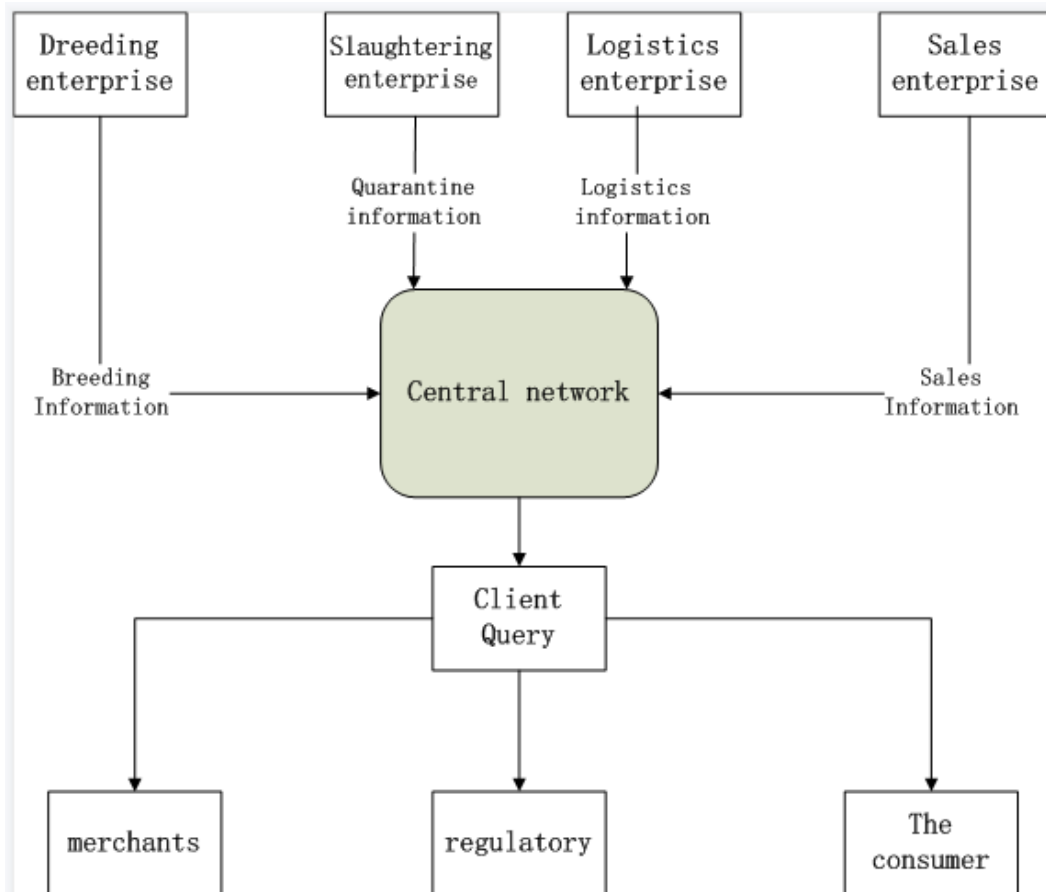 Dreeding
enterprise
Slaughtering
enterprise
Logistics
enterprise
Sales
enterprise
Quarantine
information
Logistics
information
Breeding
Information
Central network
Sales
Information
Client
Query
merchants
regulatory
The
consumer